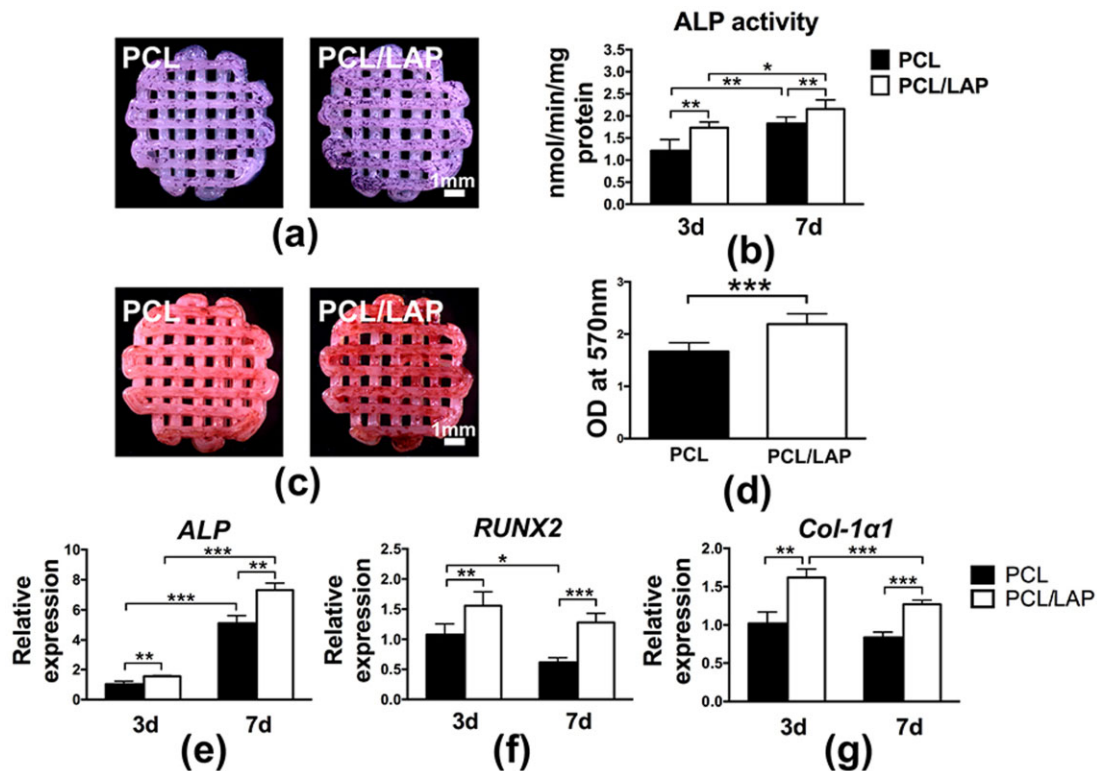 PCL
PCL/LAP
1mm
(a)
ALP activity
nmol/min/mg
protein
3.5
3.0
2.5
2.0
1.5
1.0
0.5
0.0
*
** **
** 
**
PCL
PCL/LAP
3d 7d
(b)
PCL
PCL/LAP
1mm
(c)
OD at 570nm
3
2
1
0
***
PCL PCL/LAP
(d)
ALP
Relative
expression
10
8
6
4
2
0
***
**
***
**
3d 7d
(e)
RUNX2
Relative
expression
2.5
2.0
1.5
1.0
0.5
0.0
*
**
***
3d 7d
(f)
Col-1α1
Relative
expression
2.0
1.5
1.0
0.5
0.0
** ***
***
PCL
PCL/LAP
3d 7d
(g)